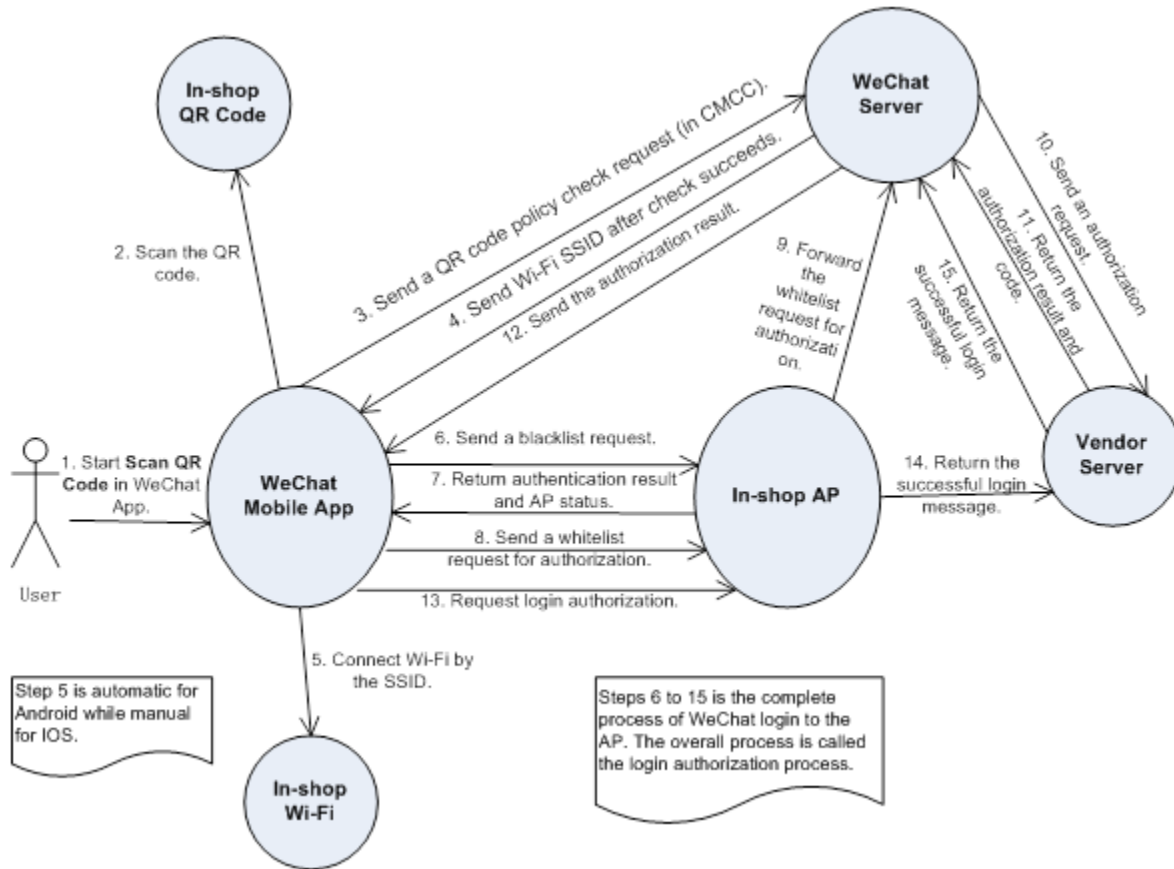 In-shop
QR Code
WeChat
Server
2. Scan the QR
code.
3. Send a QR code policy check request (in CMCC).
4. Send Wi-Fi SSID after check succeeds.
12. Send the authorization result.
9. Forward
the
whitelist
request for
authorizati
on.
10. Send an authorization
request.
11. Return the
authorization result and
code.
15. Return the
successful login
message.
1. Start Scan QR
Code in WeChat
App.
User
WeChat
Mobile App
6. Send a blacklist request.
7. Return authentication result
and AP status.
8. Send a whitelist
request for authorization.
13. Request login authorization.
In-shop AP
14. Return the
successful login
message.
Vendor
Server
5. Connect Wi-Fi by
the SSID.
Step 5 is automatic for
Android while manual
for IOS.
In-shop
Wi-Fi
Steps 6 to 15 is the complete
process of WeChat login to the
AP. The overall process is called
the login authorization process.